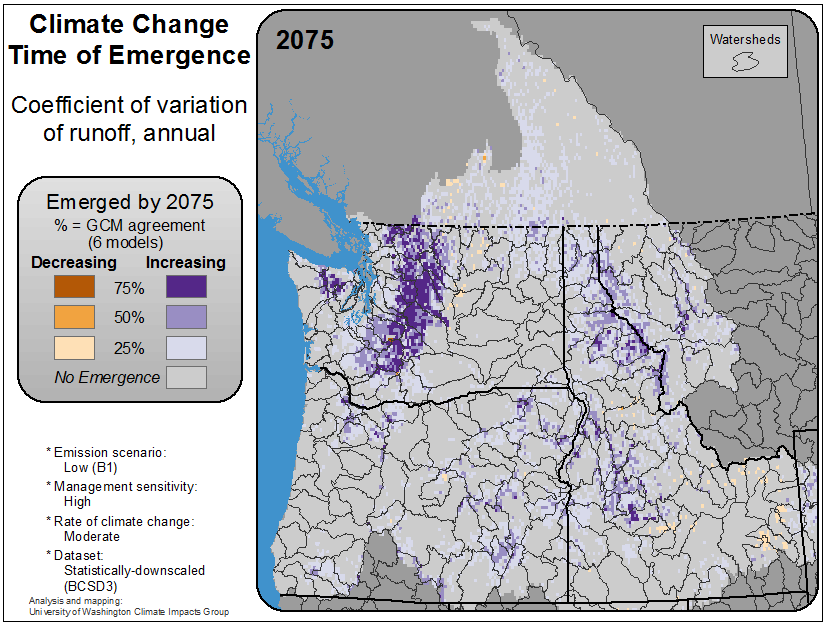 Climate Change
Time of Emergence
Coefficient of variation
of runoff, annual
Emerged by 2075
% = GCM agreement
(6 models)
Decreasing Increasing
75%
50%
25%
No Emergence
* Emission scenario:
Low (B1)
* Management sensitivity:
High
* Rate of climate change:
Moderate
* Dataset:
Statistically-downscaled
(BCSD3)
Analysis and mapping:
University of Washington Climate Impacts Group
2075
Watersheds